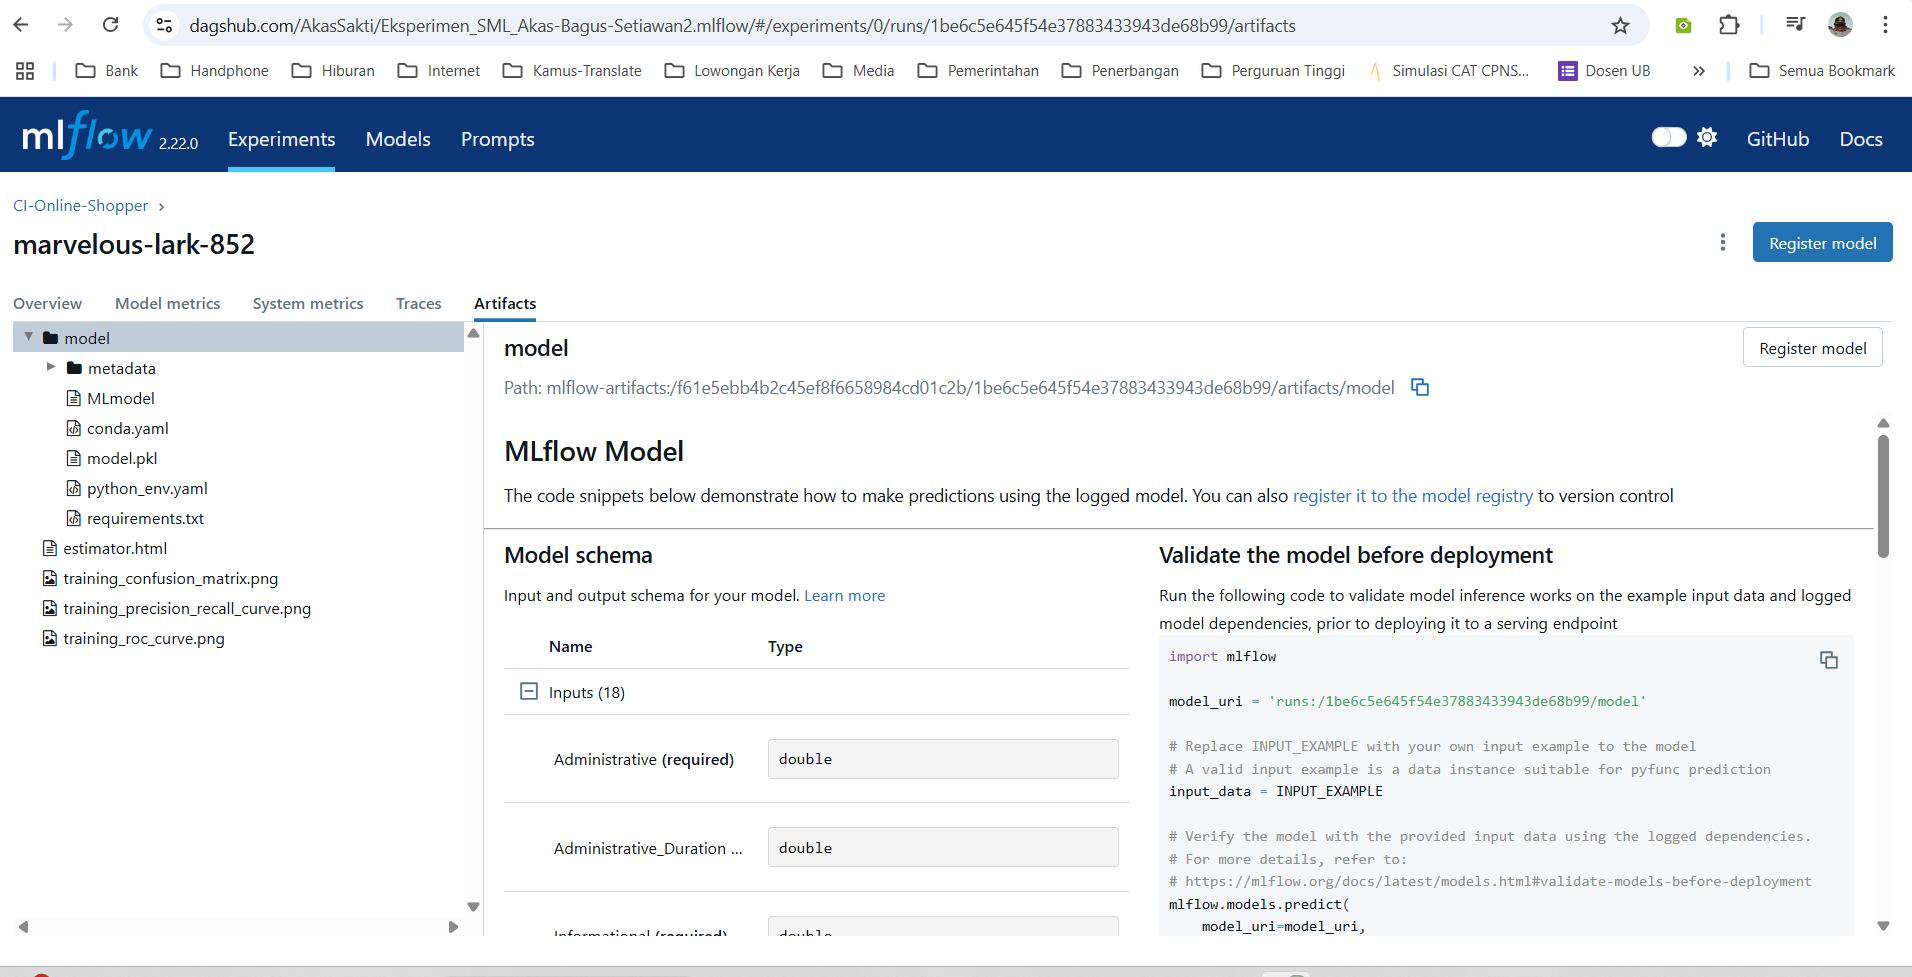 dagshub.com/AkasSakti/Eksperimen_SML_Akas-Bagus-Setiawan2.mlflow/#/experiments/0/runs/1be6c5e645f54e37883433943de68b99/artifacts
Bank Handphone Hiburan Internet Kamus-Translate Lowongan Kerja Media Pemerintahan Penerbangan Perguruan Tinggi Simulasi CAT CPNS... Dosen UB » Semua Bookmark
mlflow 2.22.0 Experiments Models Prompts GitHub Docs
CI-Online-Shopper
marvelous-lark-852
Register model
Overview Model metrics System metrics Traces Artifacts
model
metadata
MLmodel
conda.yaml
model.pkl
python_env.yaml
requirements.txt
estimator.html
training_confusion_matrix.png
training_precision_recall_curve.png
training_roc_curve.png
model
Register model
Path: mlflow-artifacts:/f61e5ebb4b2c45ef8f6658984cd01c2b/1be6c5e645f54e37883433943de68b99/artifacts/model
MLflow Model
The code snippets below demonstrate how to make predictions using the logged model. You can also register it to the model registry to version control
Model schema
Input and output schema for your model. Learn more
Name Type
Inputs (18)
Administrative (required) double
Administrative_Duration ... double
Informational (required) double
Validate the model before deployment
Run the following code to validate model inference works on the example input data and logged
model dependencies, prior to deploying it to a serving endpoint
import mlflow
model_uri = 'runs:/1be6c5e645f54e37883433943de68b99/model'
# Replace INPUT_EXAMPLE with your own input example to the model
# A valid input example is a data instance suitable for pyfunc prediction
input_data = INPUT_EXAMPLE
# Verify the model with the provided input data using the logged dependencies.
# For more details, refer to:
# https://mlflow.org/docs/latest/models.html#validate-models-before-deployment
mlflow.models.predict(
model_uri=model_uri,